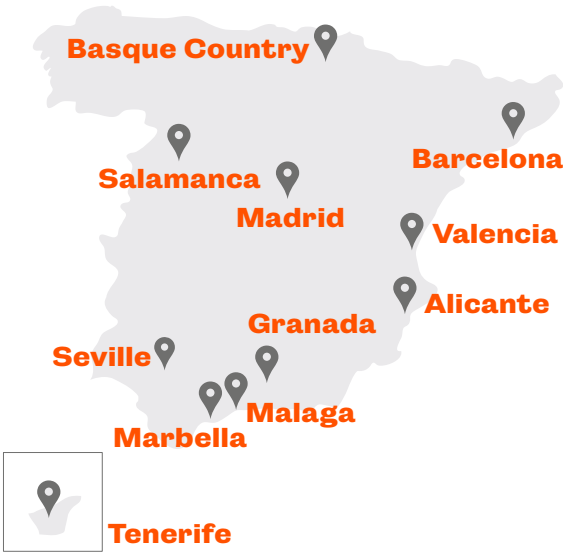 Basque Country
Barcelona
Salamanca
Madrid
Valencia
Alicante
Granada
Seville
Malaga
Marbella
Tenerife